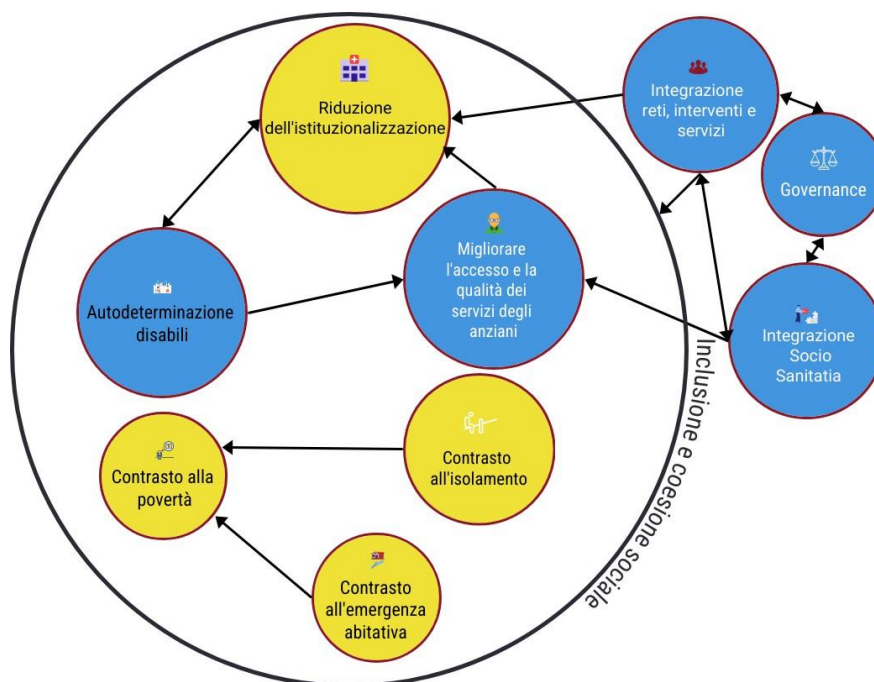 Riduzione
dell'istituzionalizzazione
Integrazione
reti, interventi e
servizi
Governance
Migliorare
l'accesso e la
qualità dei
servizi degli
anziani
Autodeterminazione
disabili
Integrazione
Socio
Sanitatia
Contrasto
all'isolamento
Contrasto alla
povertà
Contrasto
all'emergenza
abitativa
Inclusione e coesione sociale